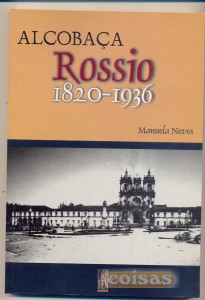 ALCOBAÇA
Rossio
1820-1936
Manuela Neves
coisas